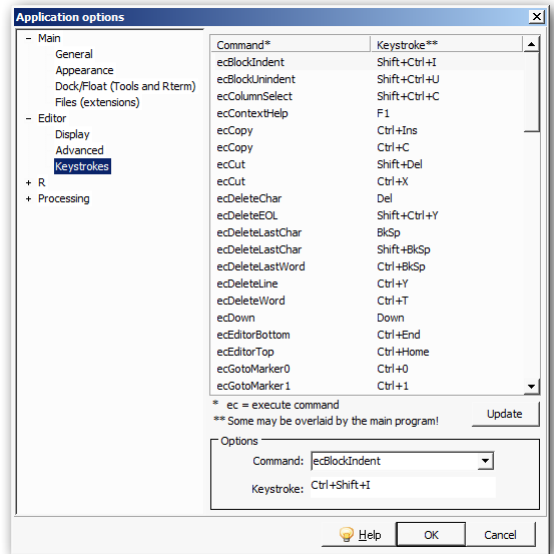 Application options
- Main
General
Appearance
Dock/Float (Tools and Rterm)
Files (extensions)
- Editor
Display
Advanced
Keystrokes
+ R
+ Processing
Command* Keystroke**
ecBlockIndent Shift+Ctrl+I
ecBlockUnindent Shift+Ctrl+U
ecColumnSelect Shift+Ctrl+C
ecContextHelp F1
ecCopy Ctrl+Ins
ecCopy Ctrl+C
ecCut Shift+Del
ecCut Ctrl+X
ecDeleteChar Del
ecDeleteEOL Shift+Ctrl+Y
ecDeleteLastChar BkSp
ecDeleteLastChar Shift+BkSp
ecDeleteLastWord Ctrl+BkSp
ecDeleteLine Ctrl+Y
ecDeleteWord Ctrl+T
ecDown Down
ecEditorBottom Ctrl+End
ecEditorTop Ctrl+Home
ecGotoMarker0 Ctrl+0
ecGotoMarker1 Ctrl+1
* ec = execute command
** Some may be overlaid by the main program!
Update
Options
Command: ecBlockIndent
Keystroke: Ctrl+Shift+I
Help OK Cancel